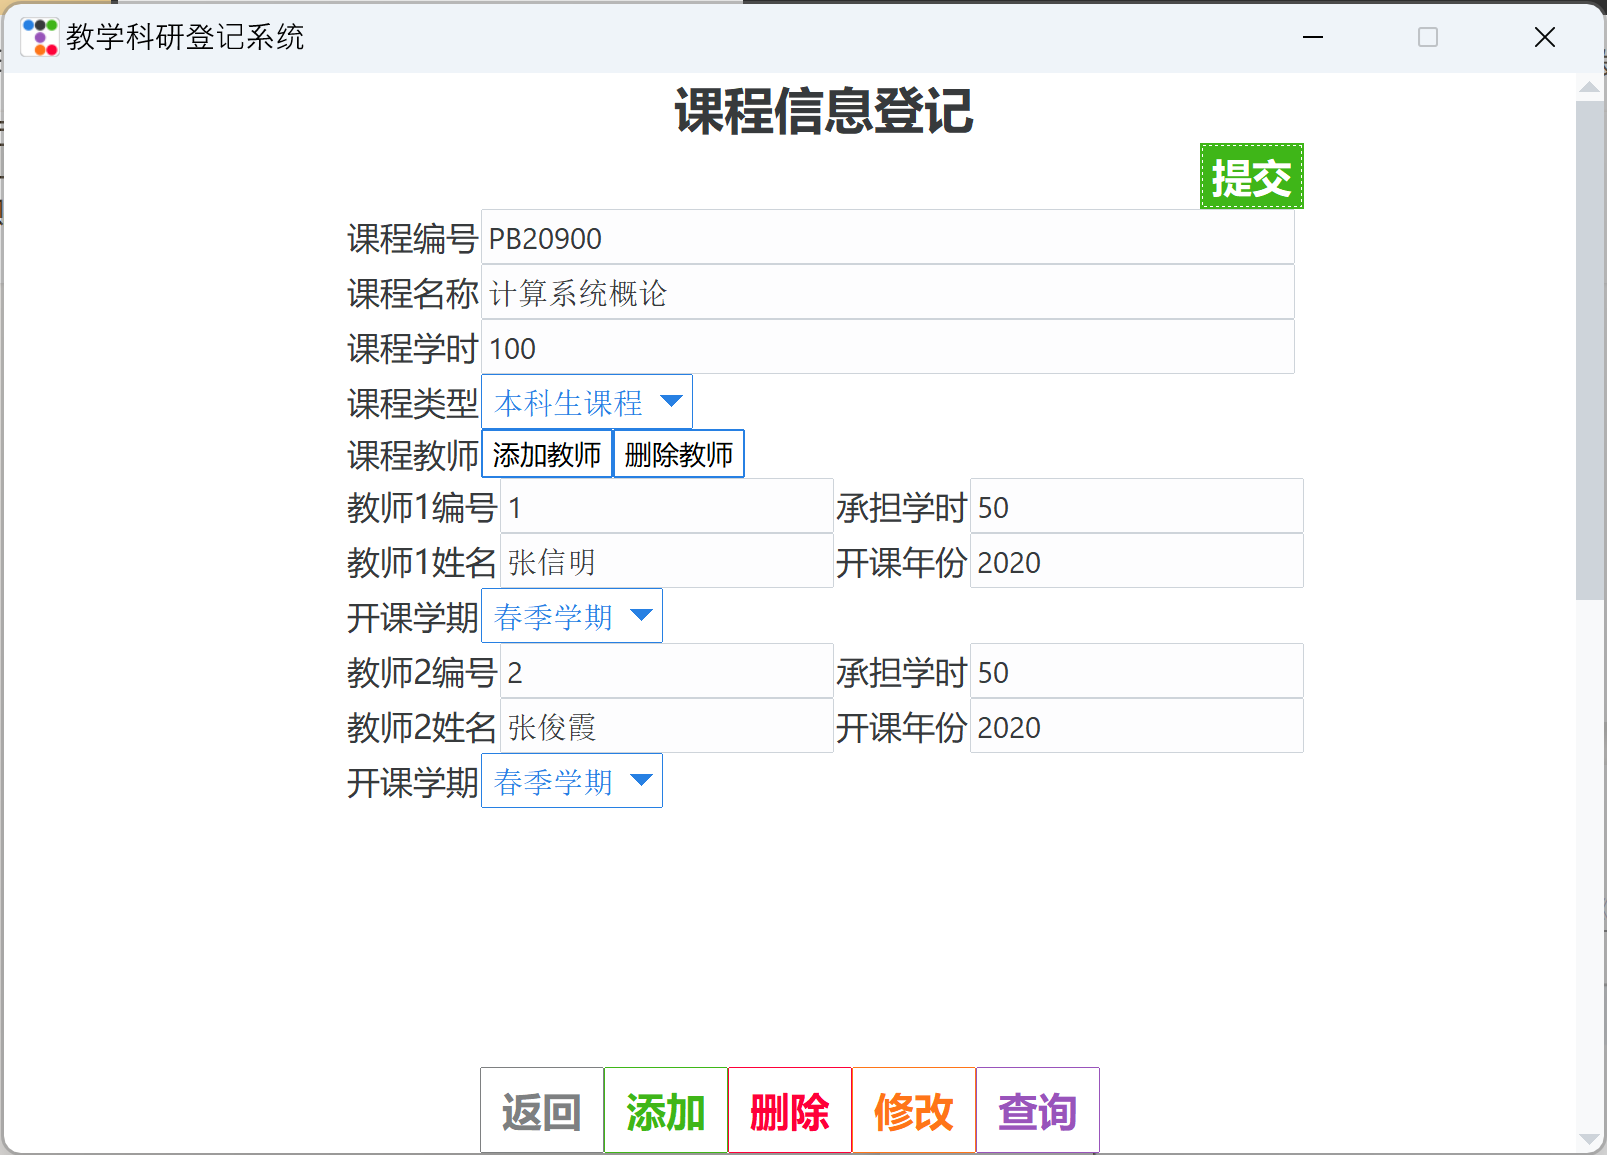 教学科研登记系统
课程信息登记
提交
课程编号 PB20900
课程名称 计算系统概论
课程学时 100
课程类型 本科生课程
课程教师 添加教师 删除教师
教师1编号 1 承担学时 50
教师1姓名 张信明 开课年份 2020
开课学期 春季学期
教师2编号 2 承担学时 50
教师2姓名 张俊霞 开课年份 2020
开课学期 春季学期
返回 添加 删除 修改 查询